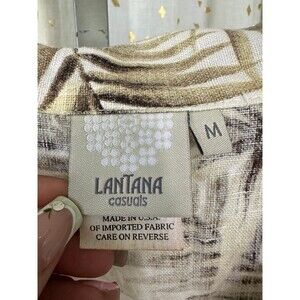 LANTANA
casuals
M
MADE IN U.S.A.
OF IMPORTED FABRIC
CARE ON REVERSE